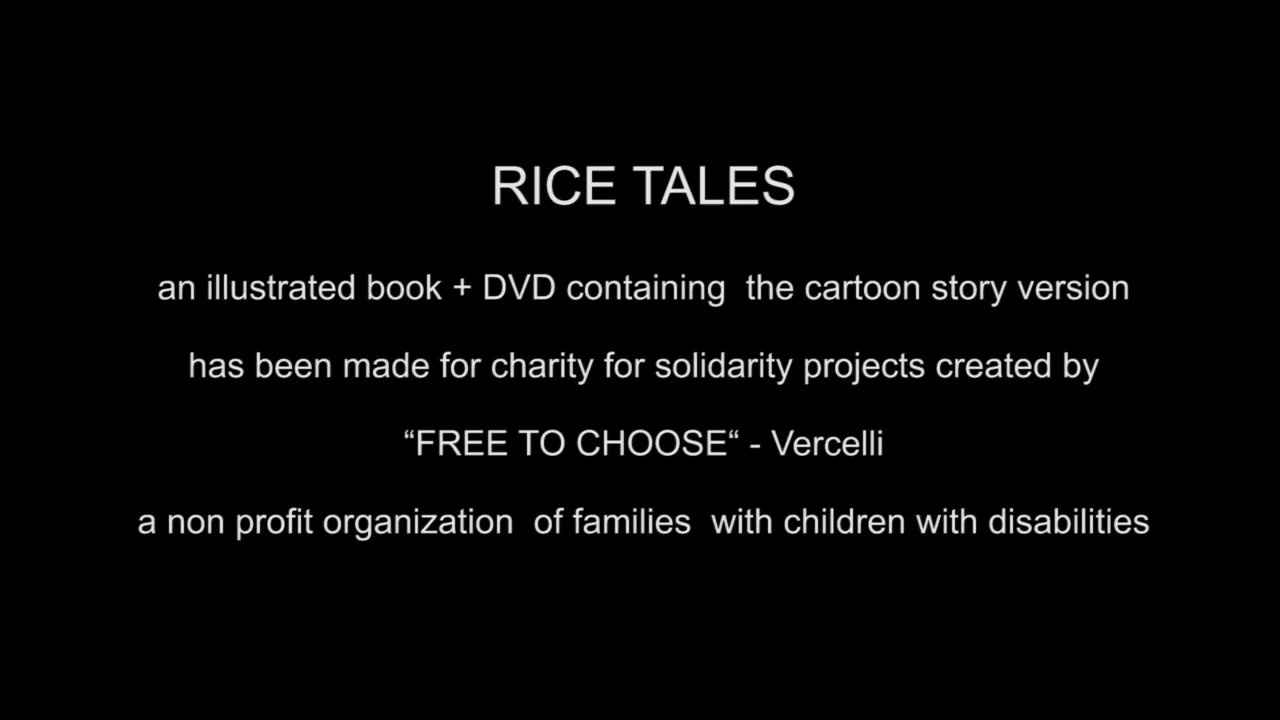 RICE TALES
an illustrated book + DVD containing  the cartoon story version
has been made for charity for solidarity projects created by
“FREE TO CHOOSE“ - Vercelli
a non profit organization  of families  with children with disabilities